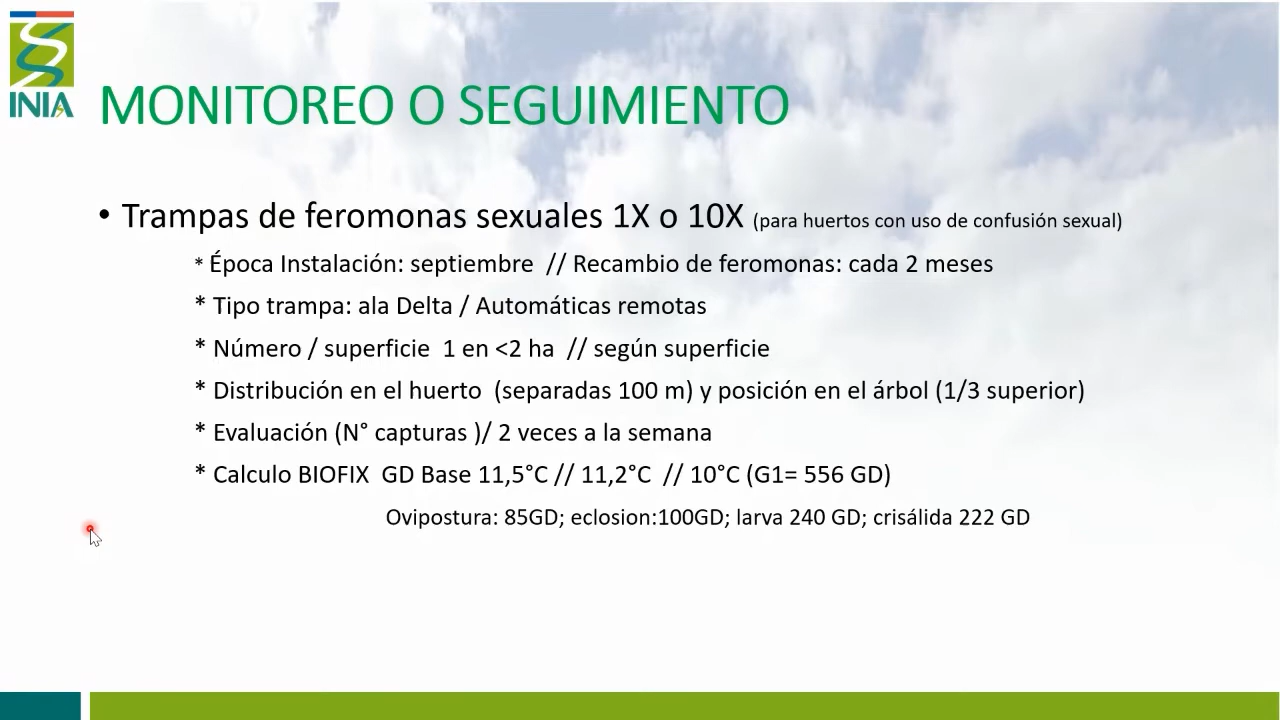 INIA
MONITOREO O SEGUIMIENTO
• Trampas de feromonas sexuales 1X o 10X (para huertos con uso de confusión sexual)
* Época Instalación: septiembre // Recambio de feromonas: cada 2 meses
* Tipo trampa: ala Delta / Automáticas remotas
* Número / superficie 1 en <2 ha // según superficie
* Distribución en el huerto (separadas 100 m) y posición en el árbol (1/3 superior)
* Evaluación (N° capturas )/ 2 veces a la semana
* Calculo BIOFIX GD Base 11,5°C // 11,2°C // 10°C (G1= 556 GD)
Ovipostura: 85GD; eclosion:100GD; larva 240 GD; crisálida 222 GD